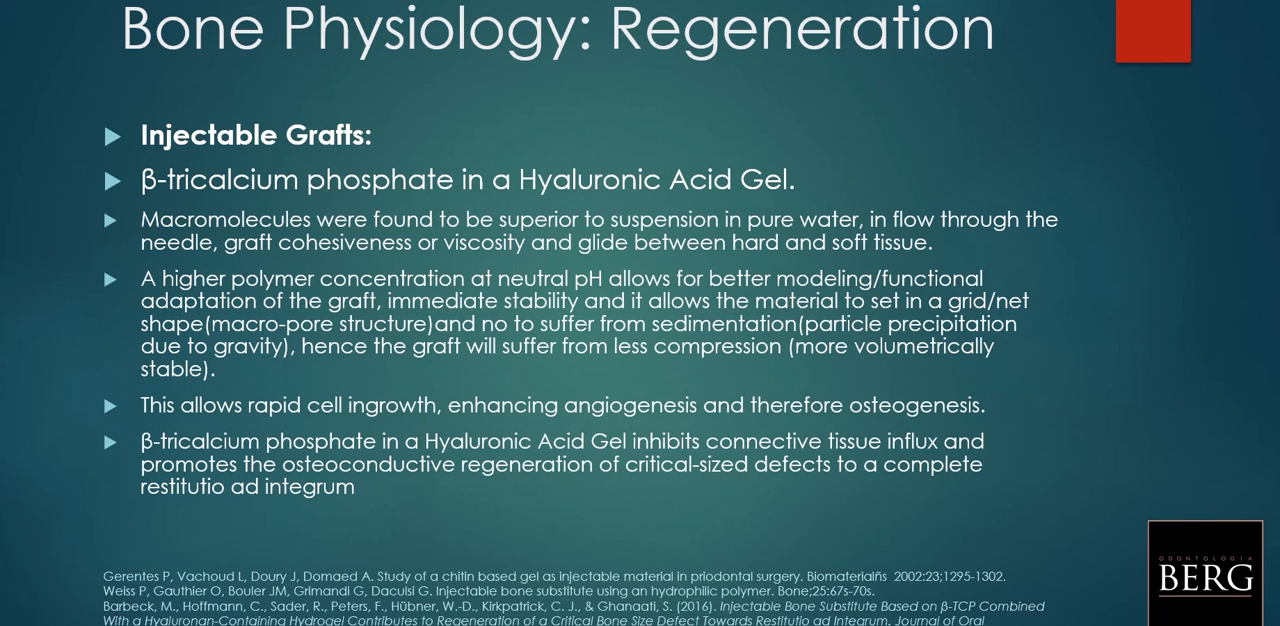 Bone Physiology: Regeneration
Injectable Grafts:
β-tricalcium phosphate in a Hyaluronic Acid Gel.
Macromolecules were found to be superior to suspension in pure water, in flow through the
needle, graft cohesiveness or viscosity and glide between hard and soft tissue.
A higher polymer concentration at neutral pH allows for better modeling/functional
adaptation of the graft, immediate stability and it allows the material to set in a grid/net
shape(macro-pore structure)and no to suffer from sedimentation(particle precipitation
due to gravity), hence the graft will suffer from less compression (more volumetrically
stable).
This allows rapid cell ingrowth, enhancing angiogenesis and therefore osteogenesis.
β-tricalcium phosphate in a Hyaluronic Acid Gel inhibits connective tissue influx and
promotes the osteoconductive regeneration of critical-sized defects to a complete
restitutio ad integrum
Gerentes P, Vachoud L, Doury J, Domaed A. Study of a chitin based gel as injectable material in priodontal surgery. Biomaterialñs  2002:23;1295-1302.
Weiss P, Gauthier O, Bouler JM, Grimandi G, Daculsi G. Injectable bone substitute using an hydrophilic polymer. Bone;25:67s-70s.
Barbeck, M., Hoffmann, C., Sader, R., Peters, F., Hübner, W.-D., Kirkpatrick, C. J., & Ghanaati, S. (2016). Injectable Bone Substitute Based on β-TCP Combined
With a Hyaluronan-Containing Hydrogel Contributes to Regeneration of a Critical Bone Size Defect Towards Restitutio ad Integrum. Journal of Oral
ODONTOLOGÍA
BERG